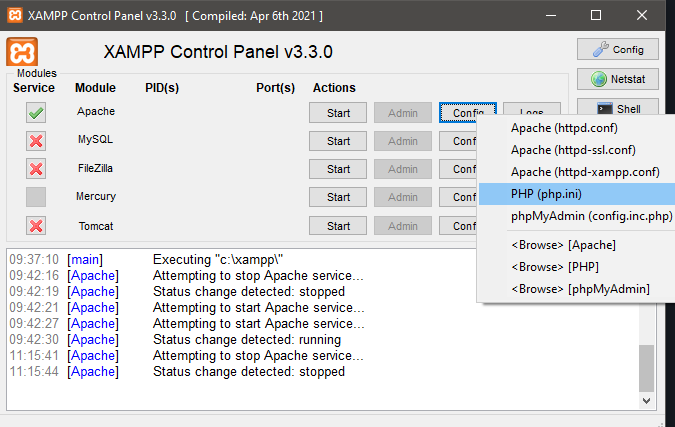 XAMPP Control Panel v3.3.0 [ Compiled: Apr 6th 2021 ]
XAMPP Control Panel v3.3.0
Config
Netstat
Shell
Modules
Service Module PID(s) Port(s) Actions
Apache Start Admin Config Logs
MySQL Start Admin
FileZilla Start Admin
Mercury Start Admin
Tomcat Start Admin
Apache (httpd.conf)
Apache (httpd-ssl.conf)
Apache (httpd-xampp.conf)
PHP (php.ini)
phpMyAdmin (config.inc.php)
<Browse> [Apache]
<Browse> [PHP]
<Browse> [phpMyAdmin]
09:37:10 [main] Executing "c:\xampp\"
09:42:16 [Apache] Attempting to stop Apache service...
09:42:19 [Apache] Status change detected: stopped
09:42:21 [Apache] Attempting to start Apache service...
09:42:27 [Apache] Attempting to start Apache service...
09:42:30 [Apache] Status change detected: running
11:15:41 [Apache] Attempting to stop Apache service...
11:15:44 [Apache] Status change detected: stopped